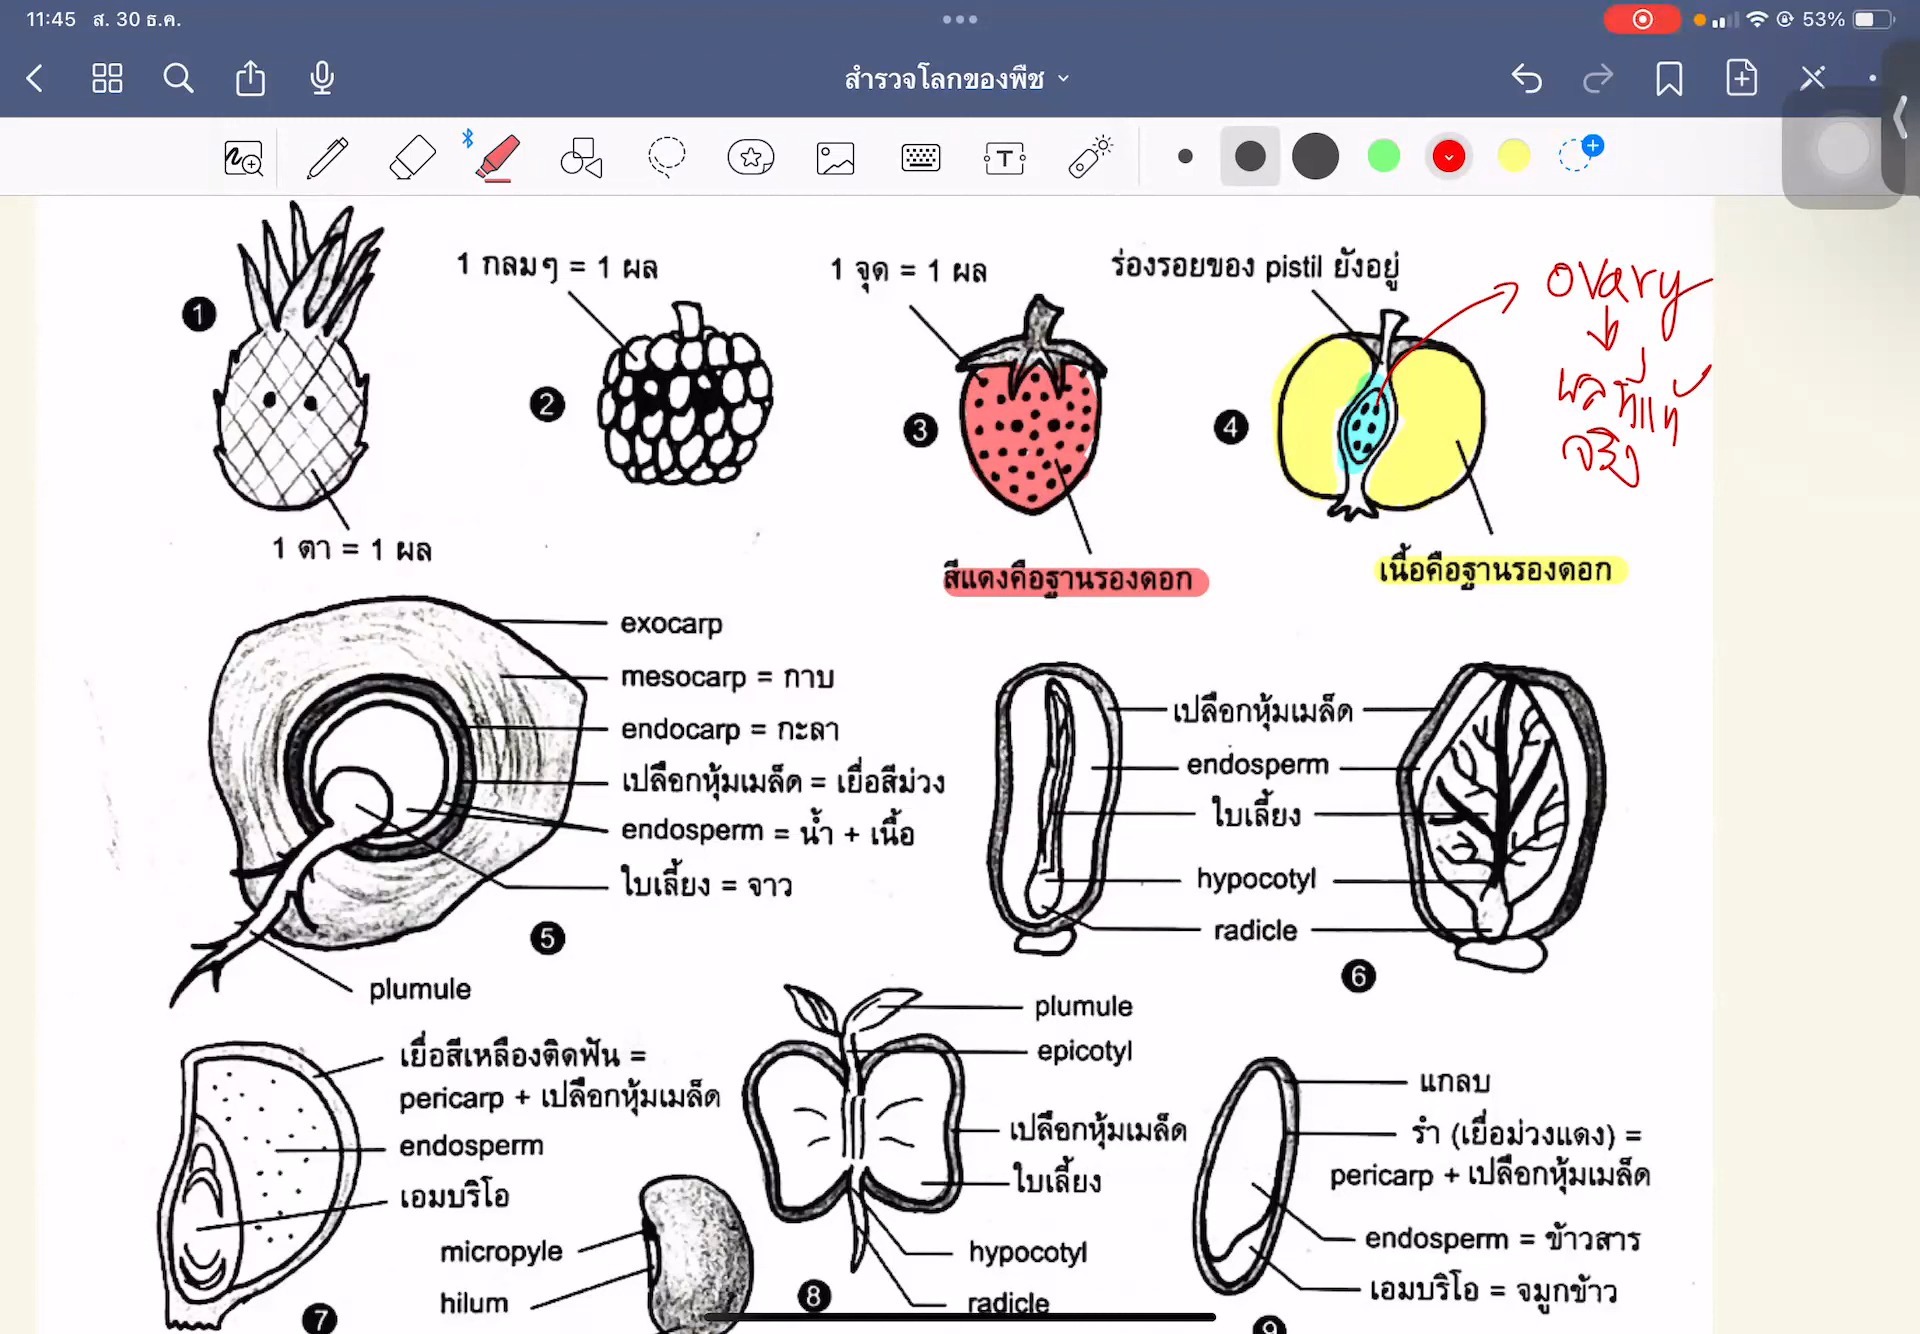 11:45 ส. 30 ธ.ค.
53%
สำรวจโลกของพืช
1
1 กลมๆ = 1 ผล
2
1 จุด = 1 ผล
3
ร่องรอยของ pistil ยังอยู่
4
ovary
ผลที่แท้
จริง
1 ตา = 1 ผล
สีแดงคือฐานรองดอก
เนื้อคือฐานรองดอก
exocarp
mesocarp = กาบ
endocarp = กะลา
เปลือกหุ้มเมล็ด = เยื่อสีม่วง
endosperm = น้ำ + เนื้อ
ใบเลี้ยง = จาว
5
plumule
เปลือกหุ้มเมล็ด
endosperm
ใบเลี้ยง
hypocotyl
radicle
6
เยื่อสีเหลืองติดฟัน =
pericarp + เปลือกหุ้มเมล็ด
endosperm
เอมบริโอ
7
micropyle
hilum
plumule
epicotyl
เปลือกหุ้มเมล็ด
ใบเลี้ยง
hypocotyl
radicle
8
แกลบ
รำ (เยื่อม่วงแดง) =
pericarp + เปลือกหุ้มเมล็ด
endosperm = ข้าวสาร
เอมบริโอ = จมูกข้าว
9